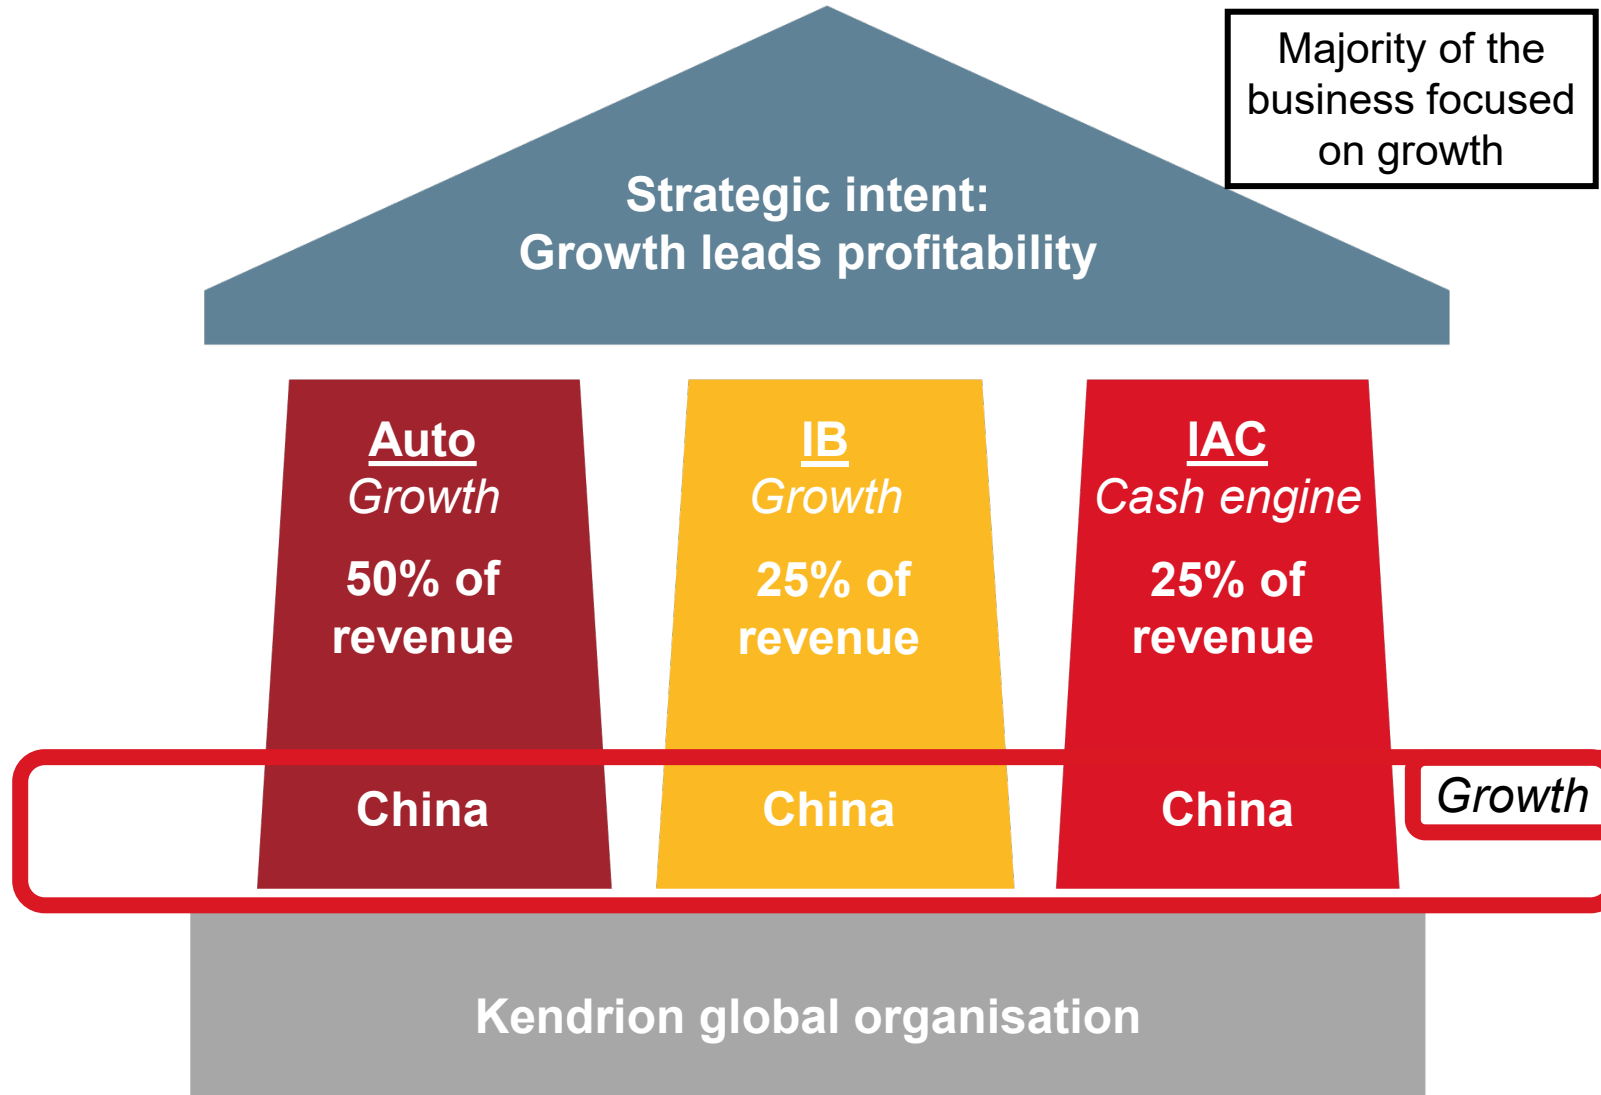 Majority of the
business focused
on growth
Strategic intent:
Growth leads profitability
Auto
Growth
50% of
revenue
IB
Growth
25% of
revenue
IAC
Cash engine
25% of
revenue
China
China
China
Growth
Kendrion global organisation